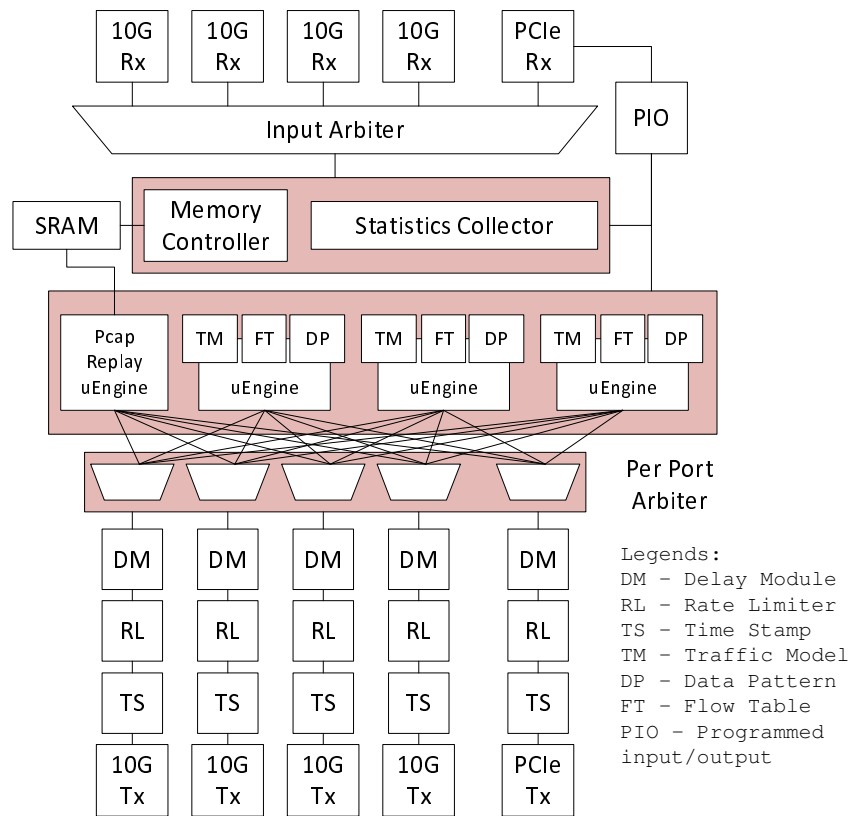 10G Rx
10G Rx
10G Rx
10G Rx
PCIe Rx
PIO
Input Arbiter
SRAM
Memory
Controller
Statistics Collector
Pcap
Replay
uEngine
TM FT DP
uEngine
TM FT DP
uEngine
TM FT DP
uEngine
Per Port
Arbiter
DM DM DM DM DM
RL RL RL RL RL
TS TS TS TS TS
10G Tx
10G Tx
10G Tx
10G Tx
PCIe Tx
Legends:
DM – Delay Module
RL – Rate Limiter
TS – Time Stamp
TM – Traffic Model
DP – Data Pattern
FT – Flow Table
PIO – Programmed
input/output